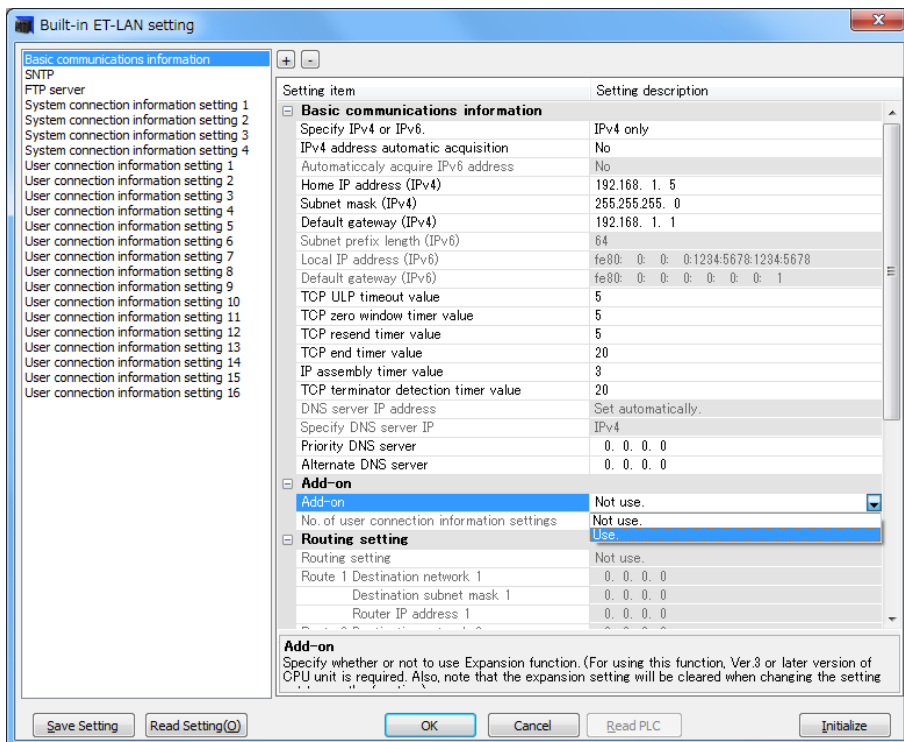 Built-in ET-LAN setting
Basic communications information
SNTP
FTP server
System connection information setting 1
System connection information setting 2
System connection information setting 3
System connection information setting 4
User connection information setting 1
User connection information setting 2
User connection information setting 3
User connection information setting 4
User connection information setting 5
User connection information setting 6
User connection information setting 7
User connection information setting 8
User connection information setting 9
User connection information setting 10
User connection information setting 11
User connection information setting 12
User connection information setting 13
User connection information setting 14
User connection information setting 15
User connection information setting 16
+ -
Setting item Setting description
Basic communications information
Specify IPv4 or IPv6. IPv4 only
IPv4 address automatic acquisition No
Automaticcaly acquire IPv6 address No
Home IP address (IPv4) 192.168. 1. 5
Subnet mask (IPv4) 255.255.255. 0
Default gateway (IPv4) 192.168. 1. 1
Subnet prefix length (IPv6) 64
Local IP address (IPv6) fe80: 0: 0: 0:1234:5678:1234:5678
Default gateway (IPv6) fe80: 0: 0: 0: 0: 0: 0: 1
TCP ULP timeout value 5
TCP zero window timer value 5
TCP resend timer value 5
TCP end timer value 20
IP assembly timer value 3
TCP terminator detection timer value 20
DNS server IP address Set automatically.
Specify DNS server IP IPv4
Priority DNS server 0. 0. 0. 0
Alternate DNS server 0. 0. 0. 0
Add-on
Add-on Not use.
No. of user connection information settings Not use.
Use.
Routing setting
Routing setting Not use.
Route 1 Destination network 1 0. 0. 0. 0
Destination subnet mask 1 0. 0. 0. 0
Router IP address 1 0. 0. 0. 0
Add-on
Specify whether or not to use Expansion function. (For using this function, Ver.3 or later version of
CPU unit is required. Also, note that the expansion setting will be cleared when changing the setting
Save Setting Read Setting(O) OK Cancel Read PLC Initialize